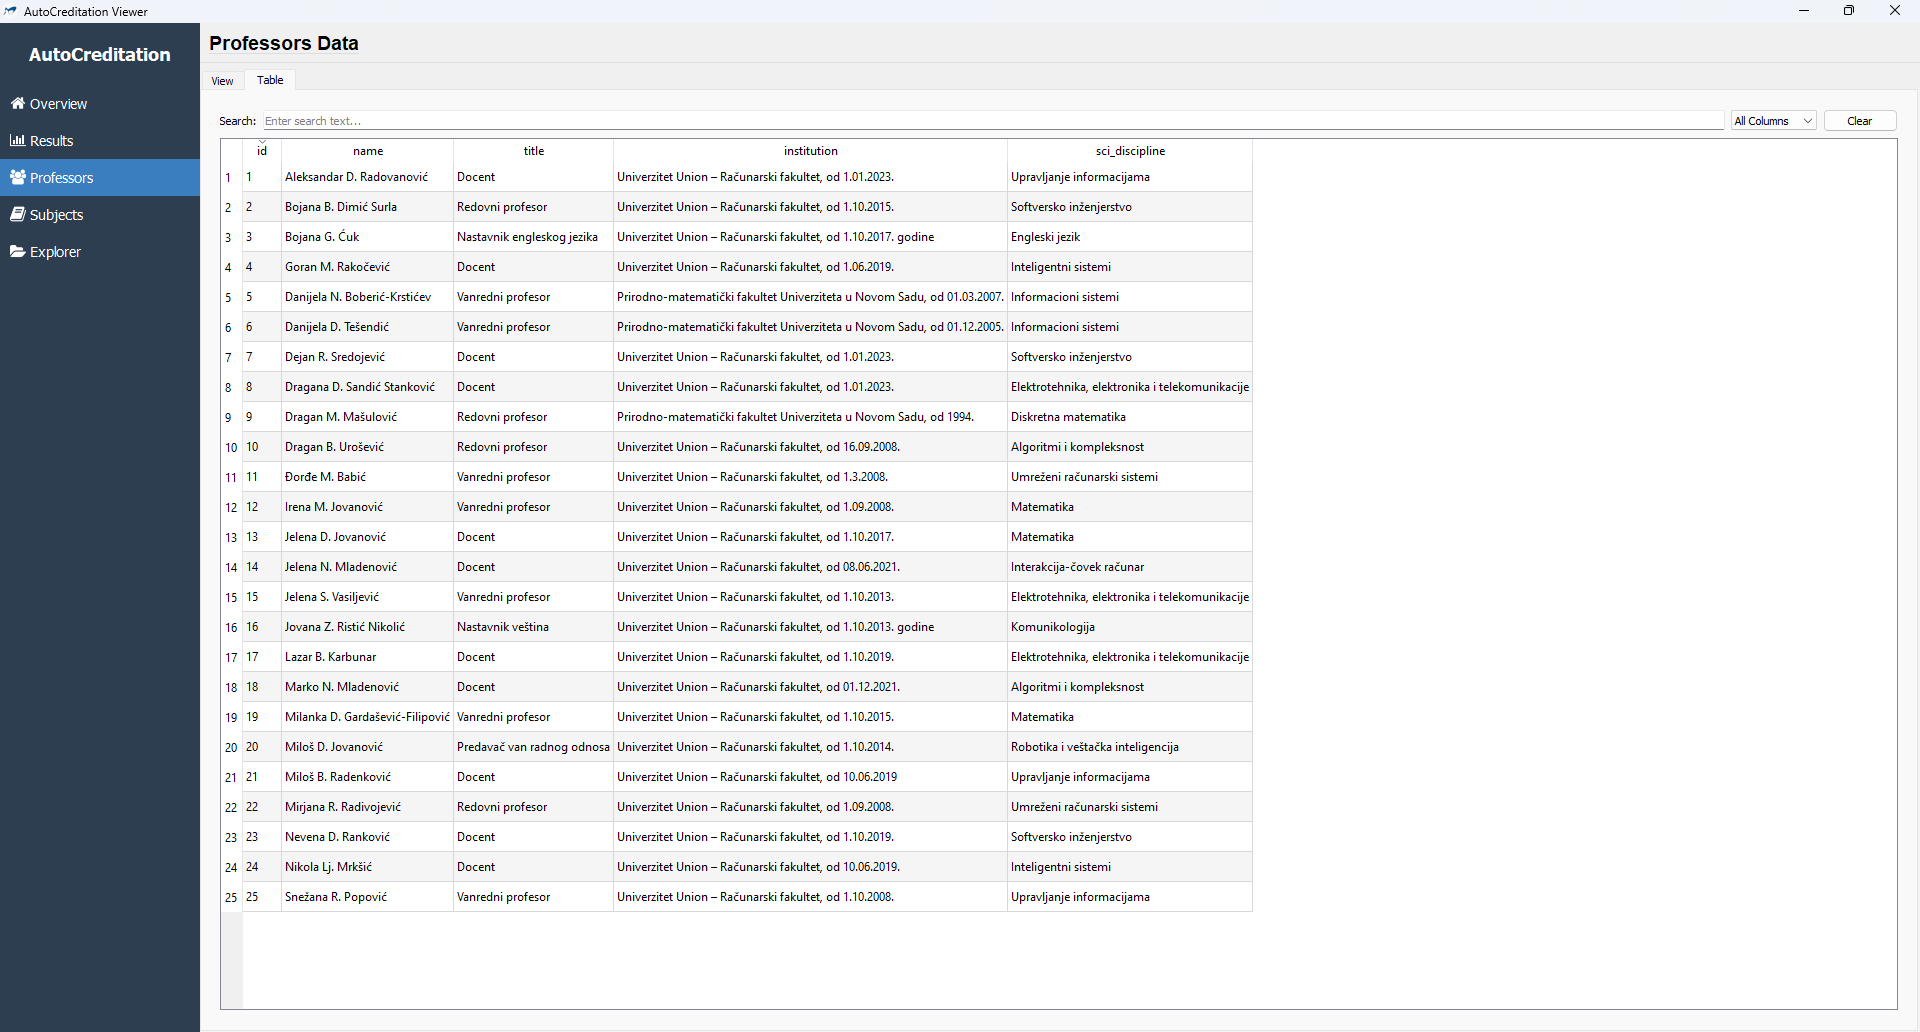 AutoCreditation Viewer
AutoCreditation
Overview
Results
Professors
Subjects
Explorer
Professors Data
View Table
Search: Enter search text... All Columns Clear
id name title institution sci_discipline
1 1 Aleksandar D. Radovanović Docent Univerzitet Union – Računarski fakultet, od 1.01.2023. Upravljanje informacijama
2 2 Bojana B. Dimić Surla Redovni profesor Univerzitet Union – Računarski fakultet, od 1.10.2015. Softversko inženjerstvo
3 3 Bojana G. Ćuk Nastavnik engleskog jezika Univerzitet Union – Računarski fakultet, od 1.10.2017. godine Engleski jezik
4 4 Goran M. Rakočević Docent Univerzitet Union – Računarski fakultet, od 1.06.2019. Inteligentni sistemi
5 5 Danijela N. Boberić-Krstićev Vanredni profesor Prirodno-matematički fakultet Univerziteta u Novom Sadu, od 01.03.2007. Informacioni sistemi
6 6 Danijela D. Tešendić Vanredni profesor Prirodno-matematički fakultet Univerziteta u Novom Sadu, od 01.12.2005. Informacioni sistemi
7 7 Dejan R. Sredojević Docent Univerzitet Union – Računarski fakultet, od 1.01.2023. Softversko inženjerstvo
8 8 Dragana D. Sandić Stanković Docent Univerzitet Union – Računarski fakultet, od 1.01.2023. Elektrotehnika, elektronika i telekomunikacije
9 9 Dragan M. Mašulović Redovni profesor Prirodno-matematički fakultet Univerziteta u Novom Sadu, od 1994. Diskretna matematika
10 10 Dragan B. Urošević Redovni profesor Univerzitet Union – Računarski fakultet, od 16.09.2008. Algoritmi i kompleksnost
11 11 Đorđe M. Babić Vanredni profesor Univerzitet Union – Računarski fakultet, od 1.3.2008. Umreženi računarski sistemi
12 12 Irena M. Jovanović Vanredni profesor Univerzitet Union – Računarski fakultet, od 1.09.2008. Matematika
13 13 Jelena D. Jovanović Docent Univerzitet Union – Računarski fakultet, od 1.10.2017. Matematika
14 14 Jelena N. Mladenović Docent Univerzitet Union – Računarski fakultet, od 08.06.2021. Interakcija-čovek računar
15 15 Jelena S. Vasiljević Vanredni profesor Univerzitet Union – Računarski fakultet, od 1.10.2013. Elektrotehnika, elektronika i telekomunikacije
16 16 Jovana Z. Ristić Nikolić Nastavnik veština Univerzitet Union – Računarski fakultet, od 1.10.2013. godine Komunikologija
17 17 Lazar B. Karbunar Docent Univerzitet Union – Računarski fakultet, od 1.10.2019. Elektrotehnika, elektronika i telekomunikacije
18 18 Marko N. Mladenović Docent Univerzitet Union – Računarski fakultet, od 01.12.2021. Algoritmi i kompleksnost
19 19 Milanka D. Gardašević-Filipović Vanredni profesor Univerzitet Union – Računarski fakultet, od 1.10.2015. Matematika
20 20 Miloš D. Jovanović Predavač van radnog odnosa Univerzitet Union – Računarski fakultet, od 1.10.2014. Robotika i veštačka inteligencija
21 21 Miloš B. Radenković Docent Univerzitet Union – Računarski fakultet, od 10.06.2019 Upravljanje informacijama
22 22 Mirjana R. Radivojević Redovni profesor Univerzitet Union – Računarski fakultet, od 1.09.2008. Umreženi računarski sistemi
23 23 Nevena D. Ranković Docent Univerzitet Union – Računarski fakultet, od 1.10.2019. Softversko inženjerstvo
24 24 Nikola Lj. Mrkšić Docent Univerzitet Union – Računarski fakultet, od 10.06.2019. Inteligentni sistemi
25 25 Snežana R. Popović Vanredni profesor Univerzitet Union – Računarski fakultet, od 1.10.2008. Upravljanje informacijama